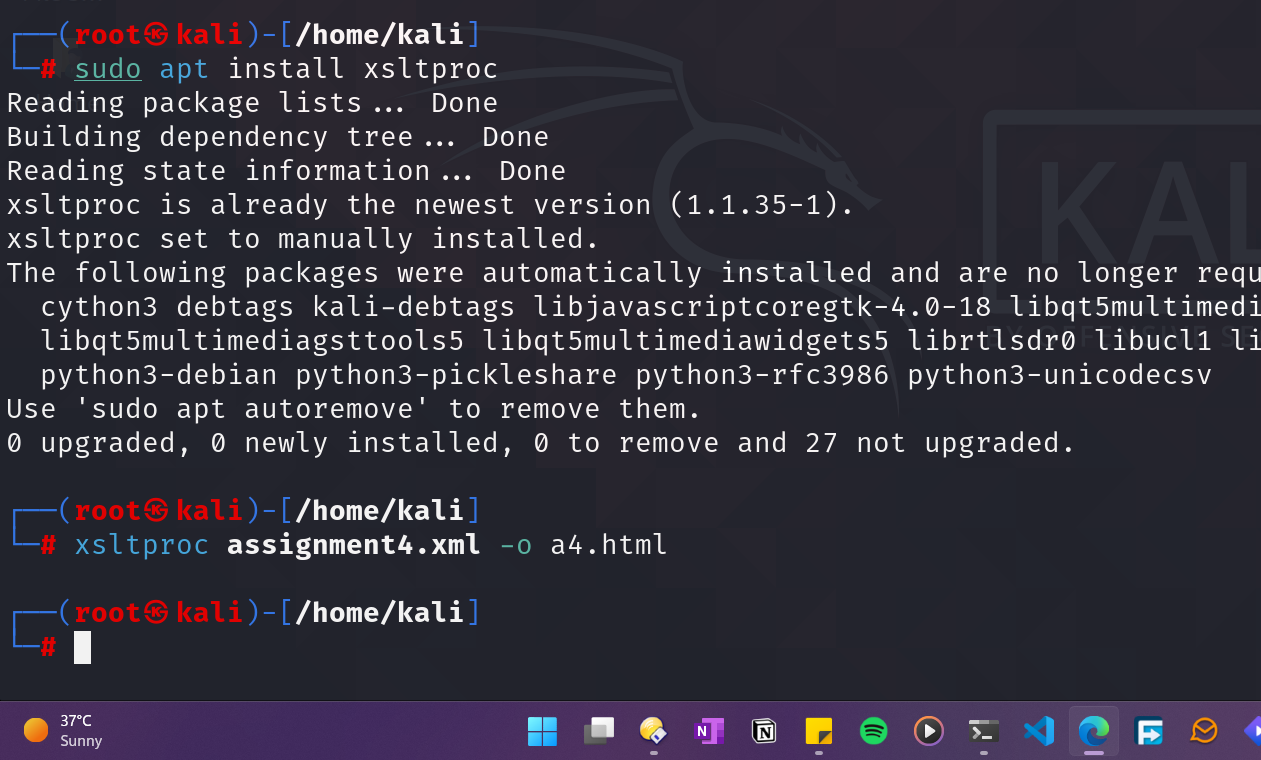 ┌──(root㉿kali)-[/home/kali]
└─# sudo apt install xsltproc
Reading package lists... Done
Building dependency tree... Done
Reading state information... Done
xsltproc is already the newest version (1.1.35-1).
xsltproc set to manually installed.
The following packages were automatically installed and are no longer requ
cython3 debtags kali-debtags libjavascriptcoregtk-4.0-18 libqt5multimedi
libqt5multimediagsttools5 libqt5multimediawidgets5 librtlsdr0 libucl1 li
python3-debian python3-pickleshare python3-rfc3986 python3-unicodecsv
Use 'sudo apt autoremove' to remove them.
0 upgraded, 0 newly installed, 0 to remove and 27 not upgraded.
┌──(root㉿kali)-[/home/kali]
└─# xsltproc assignment4.xml -o a4.html
┌──(root㉿kali)-[/home/kali]
└─#
KAL
BY OFFENSIVE SE
37°C
Sunny